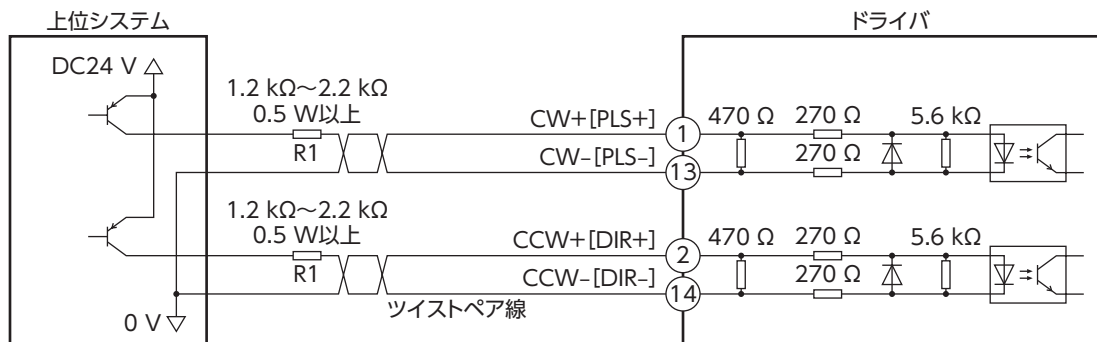 上位システム
ドライバ
DC24 V
1.2 kΩ～2.2 kΩ
0.5 W以上
R1
CW+[PLS+]
1
CW-[PLS-]
13
470 Ω
270 Ω
270 Ω
5.6 kΩ
1.2 kΩ～2.2 kΩ
0.5 W以上
R1
CCW+[DIR+]
2
CCW-[DIR-]
14
ツイストペア線
470 Ω
270 Ω
270 Ω
5.6 kΩ
0 V